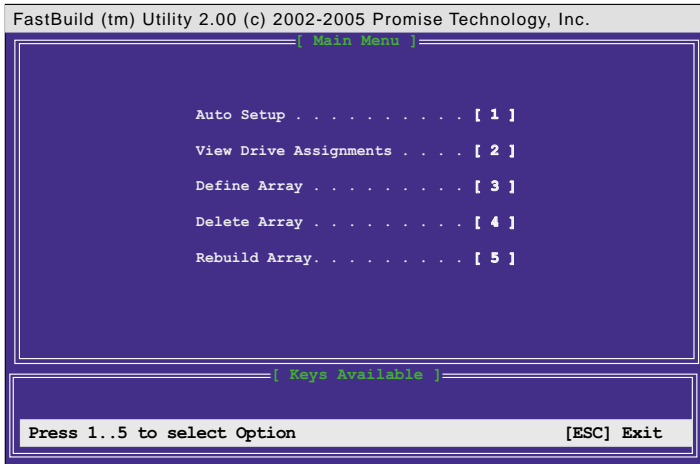 FastBuild (tm) Utility 2.00 (c) 2002-2005 Promise Technology, Inc.
[ Main Menu ]
Auto Setup . . . . . . . . . . [ 1 ]
View Drive Assignments . . . . [ 2 ]
Define Array . . . . . . . . . [ 3 ]
Delete Array . . . . . . . . . [ 4 ]
Rebuild Array. . . . . . . . . [ 5 ]
[ Keys Available ]
Press 1..5 to select Option [ESC] Exit